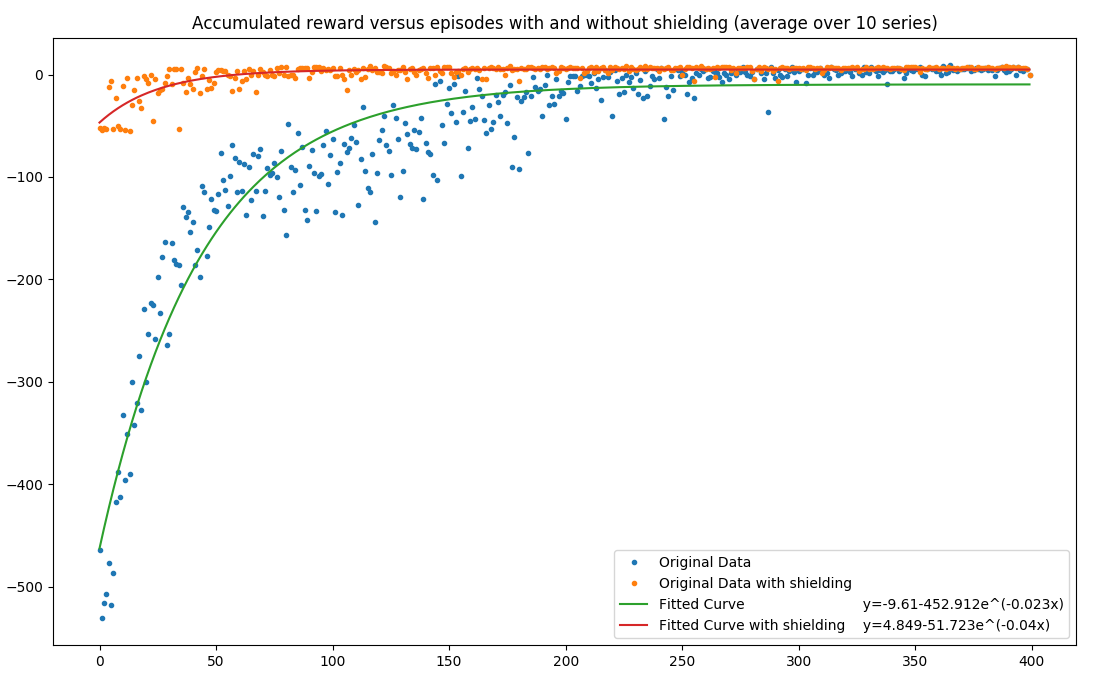 Accumulated reward versus episodes with and without shielding (average over 10 series)
0
−100
−200
−300
−400
−500
Original Data
Original Data with shielding
Fitted Curve y=-9.61-452.912e^(-0.023x)
Fitted Curve with shielding y=4.849-51.723e^(-0.04x)
0 50 100 150 200 250 300 350 400